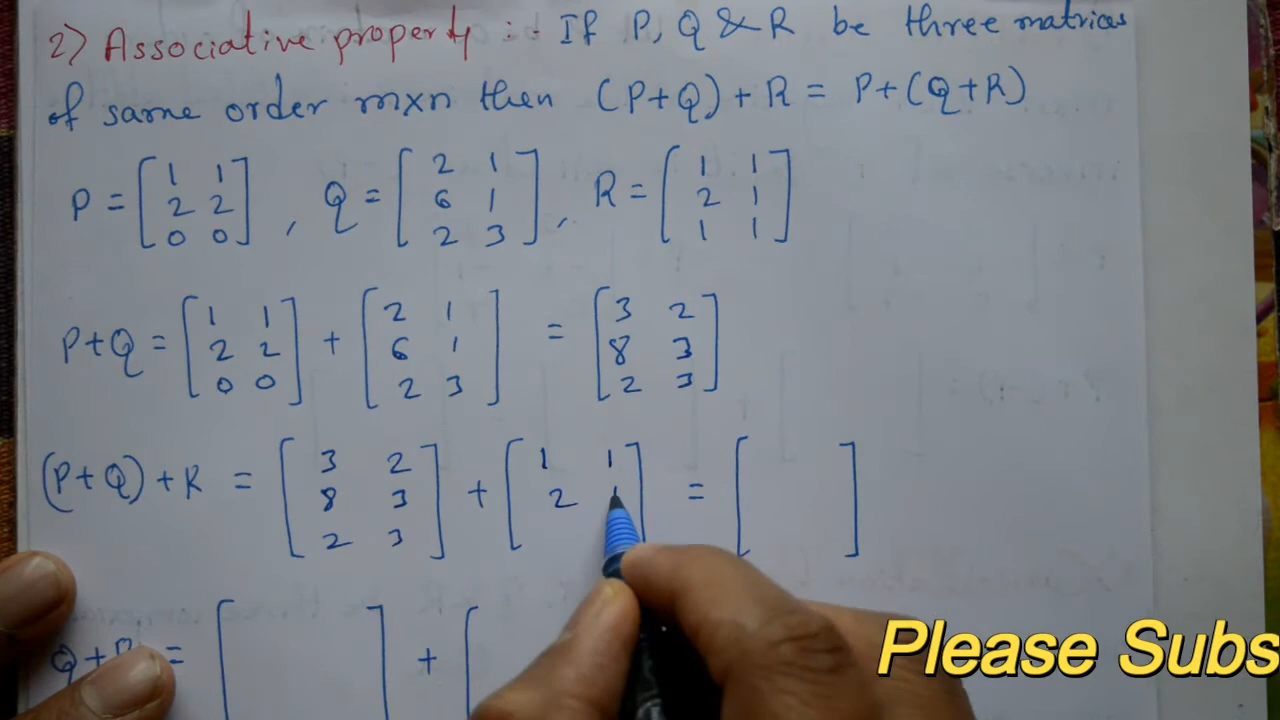 2) Associative property :- If P, Q & R be three matrices
of same order m×n then (P+Q)+R = P+(Q+R)
P = [1 1 2 2 0 0], Q = [2 1 6 1 2 3], R = [1 1 2 1 1 1]
P+Q = [1 1 2 2 0 0] + [2 1 6 1 2 3] = [3 2 8 3 2 3]
(P+Q)+R = [3 2 8 3 2 3] + [1 1 2 1] = [ ]
Q+R = [ ] + [
Please Subs